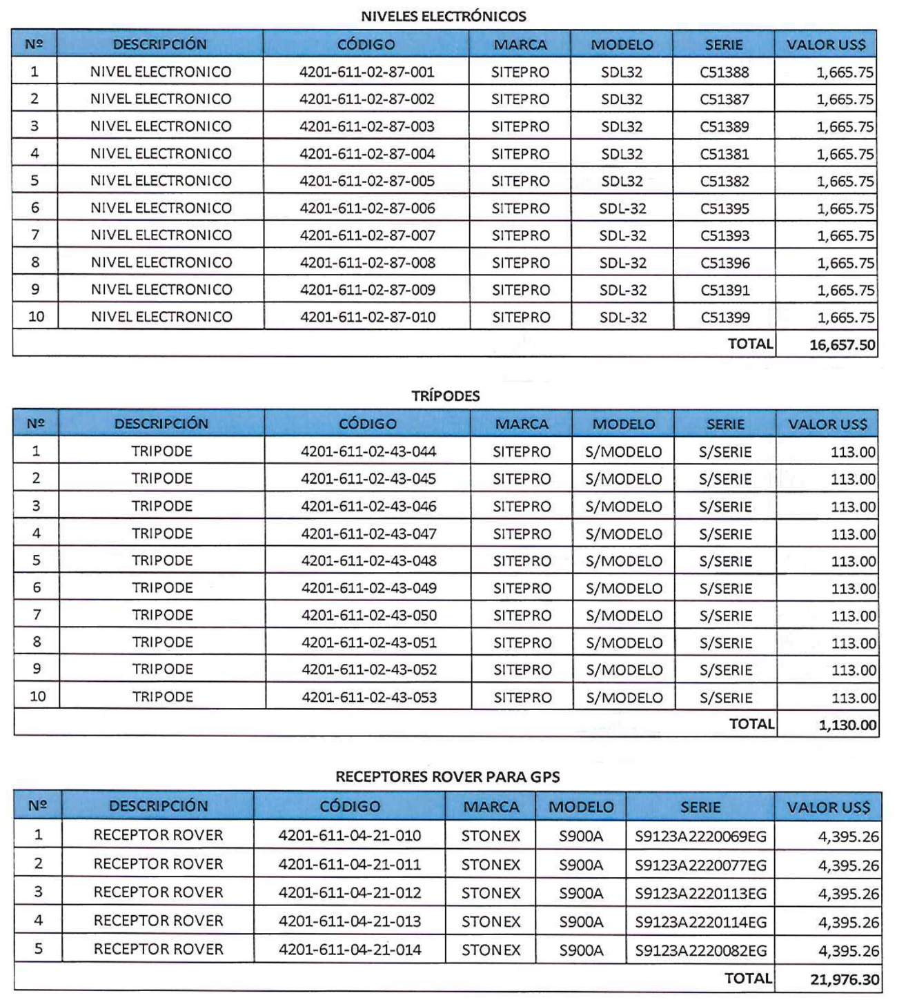 NIVELES ELECTRÓNICOS
Nº DESCRIPCIÓN CÓDIGO MARCA MODELO SERIE VALOR US$
1 NIVEL ELECTRONICO 4201-611-02-87-001 SITEPRO SDL32 C51388 1,665.75
2 NIVEL ELECTRONICO 4201-611-02-87-002 SITEPRO SDL32 C51387 1,665.75
3 NIVEL ELECTRONICO 4201-611-02-87-003 SITEPRO SDL32 C51389 1,665.75
4 NIVEL ELECTRONICO 4201-611-02-87-004 SITEPRO SDL32 C51381 1,665.75
5 NIVEL ELECTRONICO 4201-611-02-87-005 SITEPRO SDL32 C51382 1,665.75
6 NIVEL ELECTRONICO 4201-611-02-87-006 SITEPRO SDL-32 C51395 1,665.75
7 NIVEL ELECTRONICO 4201-611-02-87-007 SITEPRO SDL-32 C51393 1,665.75
8 NIVEL ELECTRONICO 4201-611-02-87-008 SITEPRO SDL-32 C51396 1,665.75
9 NIVEL ELECTRONICO 4201-611-02-87-009 SITEPRO SDL-32 C51391 1,665.75
10 NIVEL ELECTRONICO 4201-611-02-87-010 SITEPRO SDL-32 C51399 1,665.75
TOTAL 16,657.50
TRÍPODES
Nº DESCRIPCIÓN CÓDIGO MARCA MODELO SERIE VALOR US$
1 TRIPODE 4201-611-02-43-044 SITEPRO S/MODELO S/SERIE 113.00
2 TRIPODE 4201-611-02-43-045 SITEPRO S/MODELO S/SERIE 113.00
3 TRIPODE 4201-611-02-43-046 SITEPRO S/MODELO S/SERIE 113.00
4 TRIPODE 4201-611-02-43-047 SITEPRO S/MODELO S/SERIE 113.00
5 TRIPODE 4201-611-02-43-048 SITEPRO S/MODELO S/SERIE 113.00
6 TRIPODE 4201-611-02-43-049 SITEPRO S/MODELO S/SERIE 113.00
7 TRIPODE 4201-611-02-43-050 SITEPRO S/MODELO S/SERIE 113.00
8 TRIPODE 4201-611-02-43-051 SITEPRO S/MODELO S/SERIE 113.00
9 TRIPODE 4201-611-02-43-052 SITEPRO S/MODELO S/SERIE 113.00
10 TRIPODE 4201-611-02-43-053 SITEPRO S/MODELO S/SERIE 113.00
TOTAL 1,130.00
RECEPTORES ROVER PARA GPS
Nº DESCRIPCIÓN CÓDIGO MARCA MODELO SERIE VALOR US$
1 RECEPTOR ROVER 4201-611-04-21-010 STONEX S900A S9123A2220069EG 4,395.26
2 RECEPTOR ROVER 4201-611-04-21-011 STONEX S900A S9123A2220077EG 4,395.26
3 RECEPTOR ROVER 4201-611-04-21-012 STONEX S900A S9123A2220113EG 4,395.26
4 RECEPTOR ROVER 4201-611-04-21-013 STONEX S900A S9123A2220114EG 4,395.26
5 RECEPTOR ROVER 4201-611-04-21-014 STONEX S900A S9123A2220082EG 4,395.26
TOTAL 21,976.30